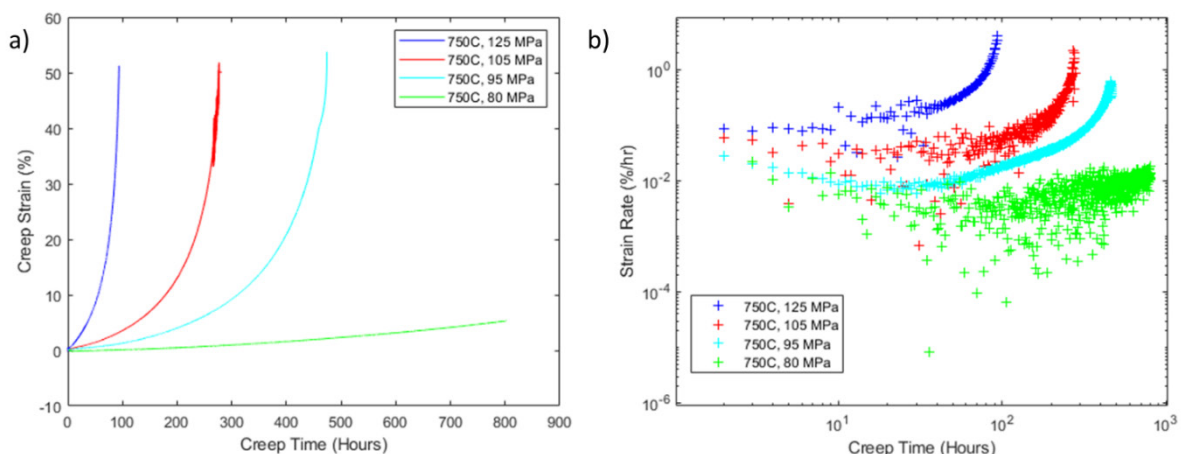 a)
60
50
40
30
20
10
0
-10
Creep Strain (%)
0 100 200 300 400 500 600 700 800 900
Creep Time (Hours)
750C, 125 MPa
750C, 105 MPa
750C, 95 MPa
750C, 80 MPa
b)
10^0
10^-2
10^-4
10^-6
Strain Rate (%/hr)
10^1 10^2 10^3
Creep Time (Hours)
750C, 125 MPa
750C, 105 MPa
750C, 95 MPa
750C, 80 MPa